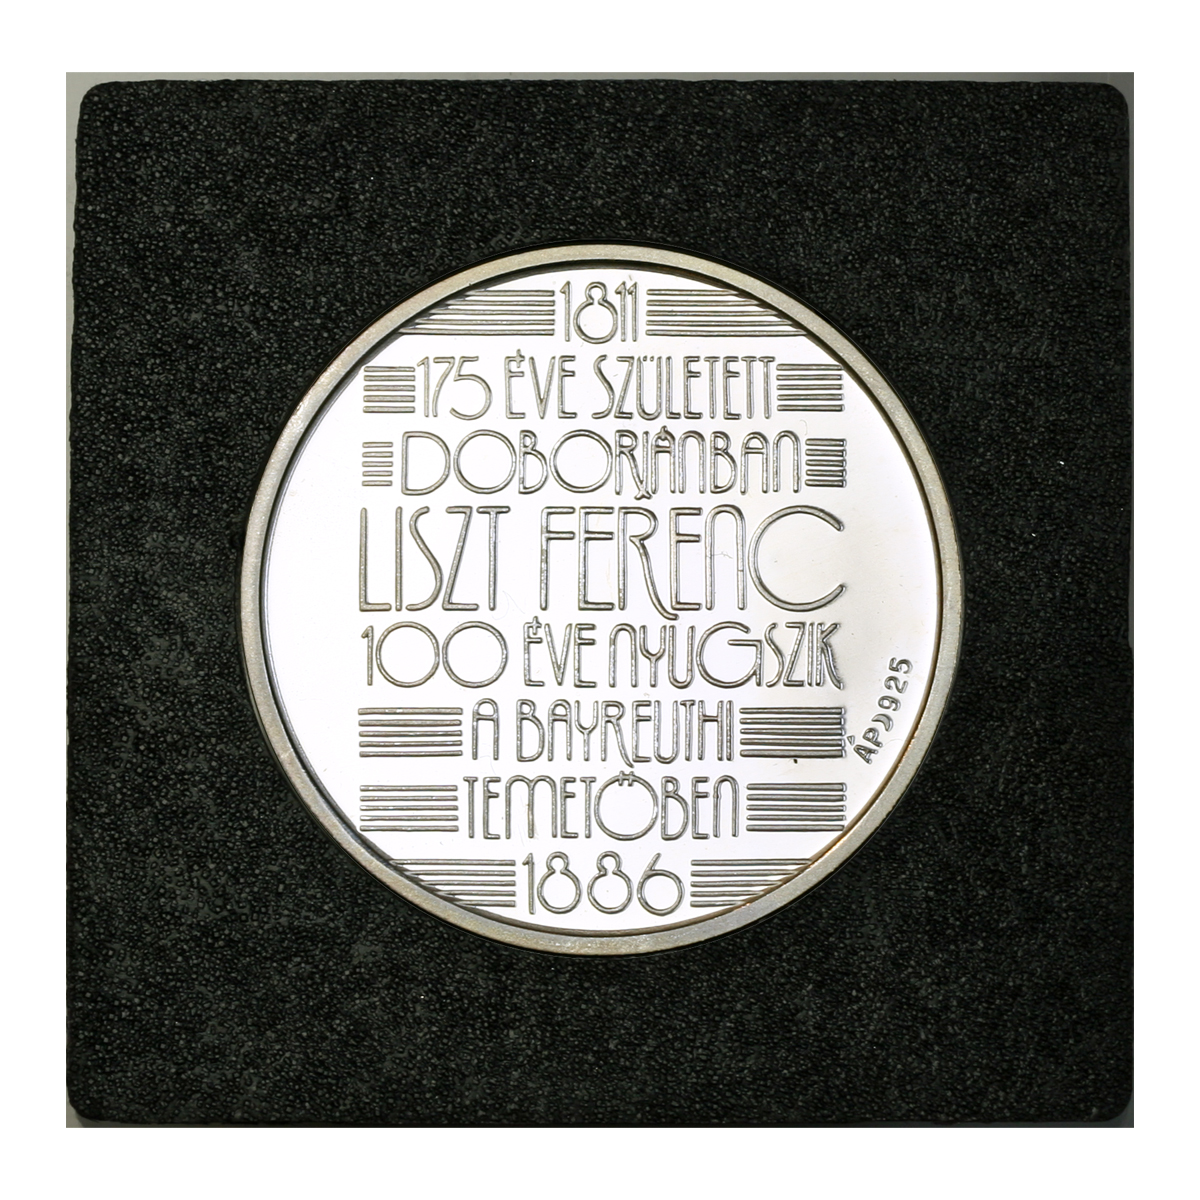 1811
175 ÉVE SZÜLETETT
DOBORJÁNBAN
LISZT FERENC
100 ÉVE NYUGSZIK
A BAYREUTHI
TEMETŐBEN
1886
ÁP 925